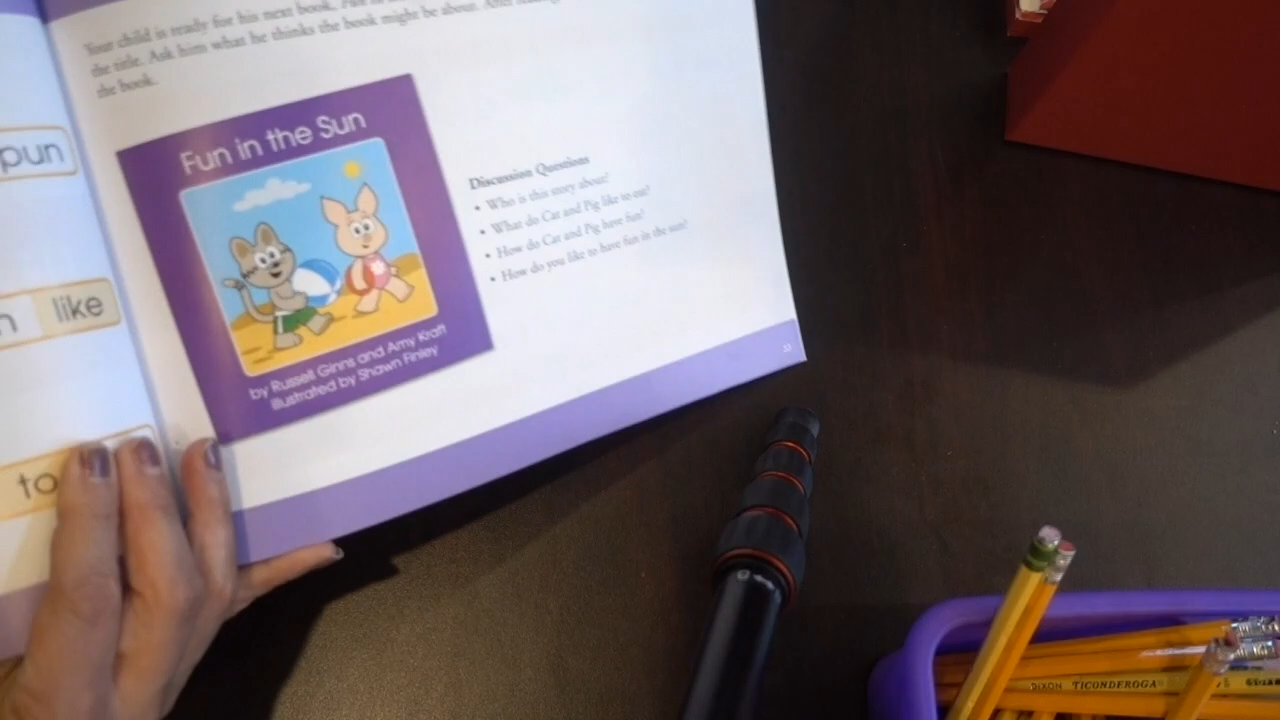 Your child is ready for his next book.
the title. Ask him what he thinks the book might be about. After
the book.
pun
like
to
Fun in the Sun
by Russell Ginns and Amy Kraft
illustrated by Shawn Finley
Discussion Questions
• Who is this story about?
• What do Cat and Pig like to eat?
• How do Cat and Pig have fun?
• How do you like to have fun in the sun?
33
DIXON TICONDEROGA